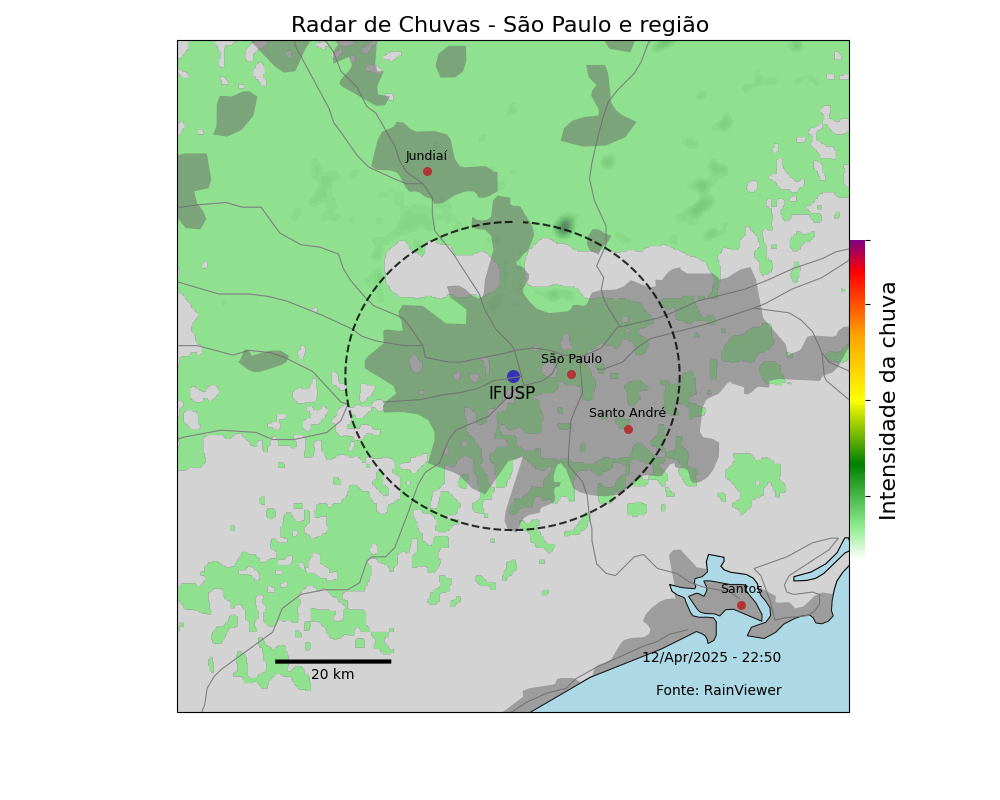 Radar de Chuvas - São Paulo e região
Jundiaí
São Paulo
IFUSP
Santo André
Santos
12/Apr/2025 - 22:50
20 km
Fonte: RainViewer
Intensidade da chuva